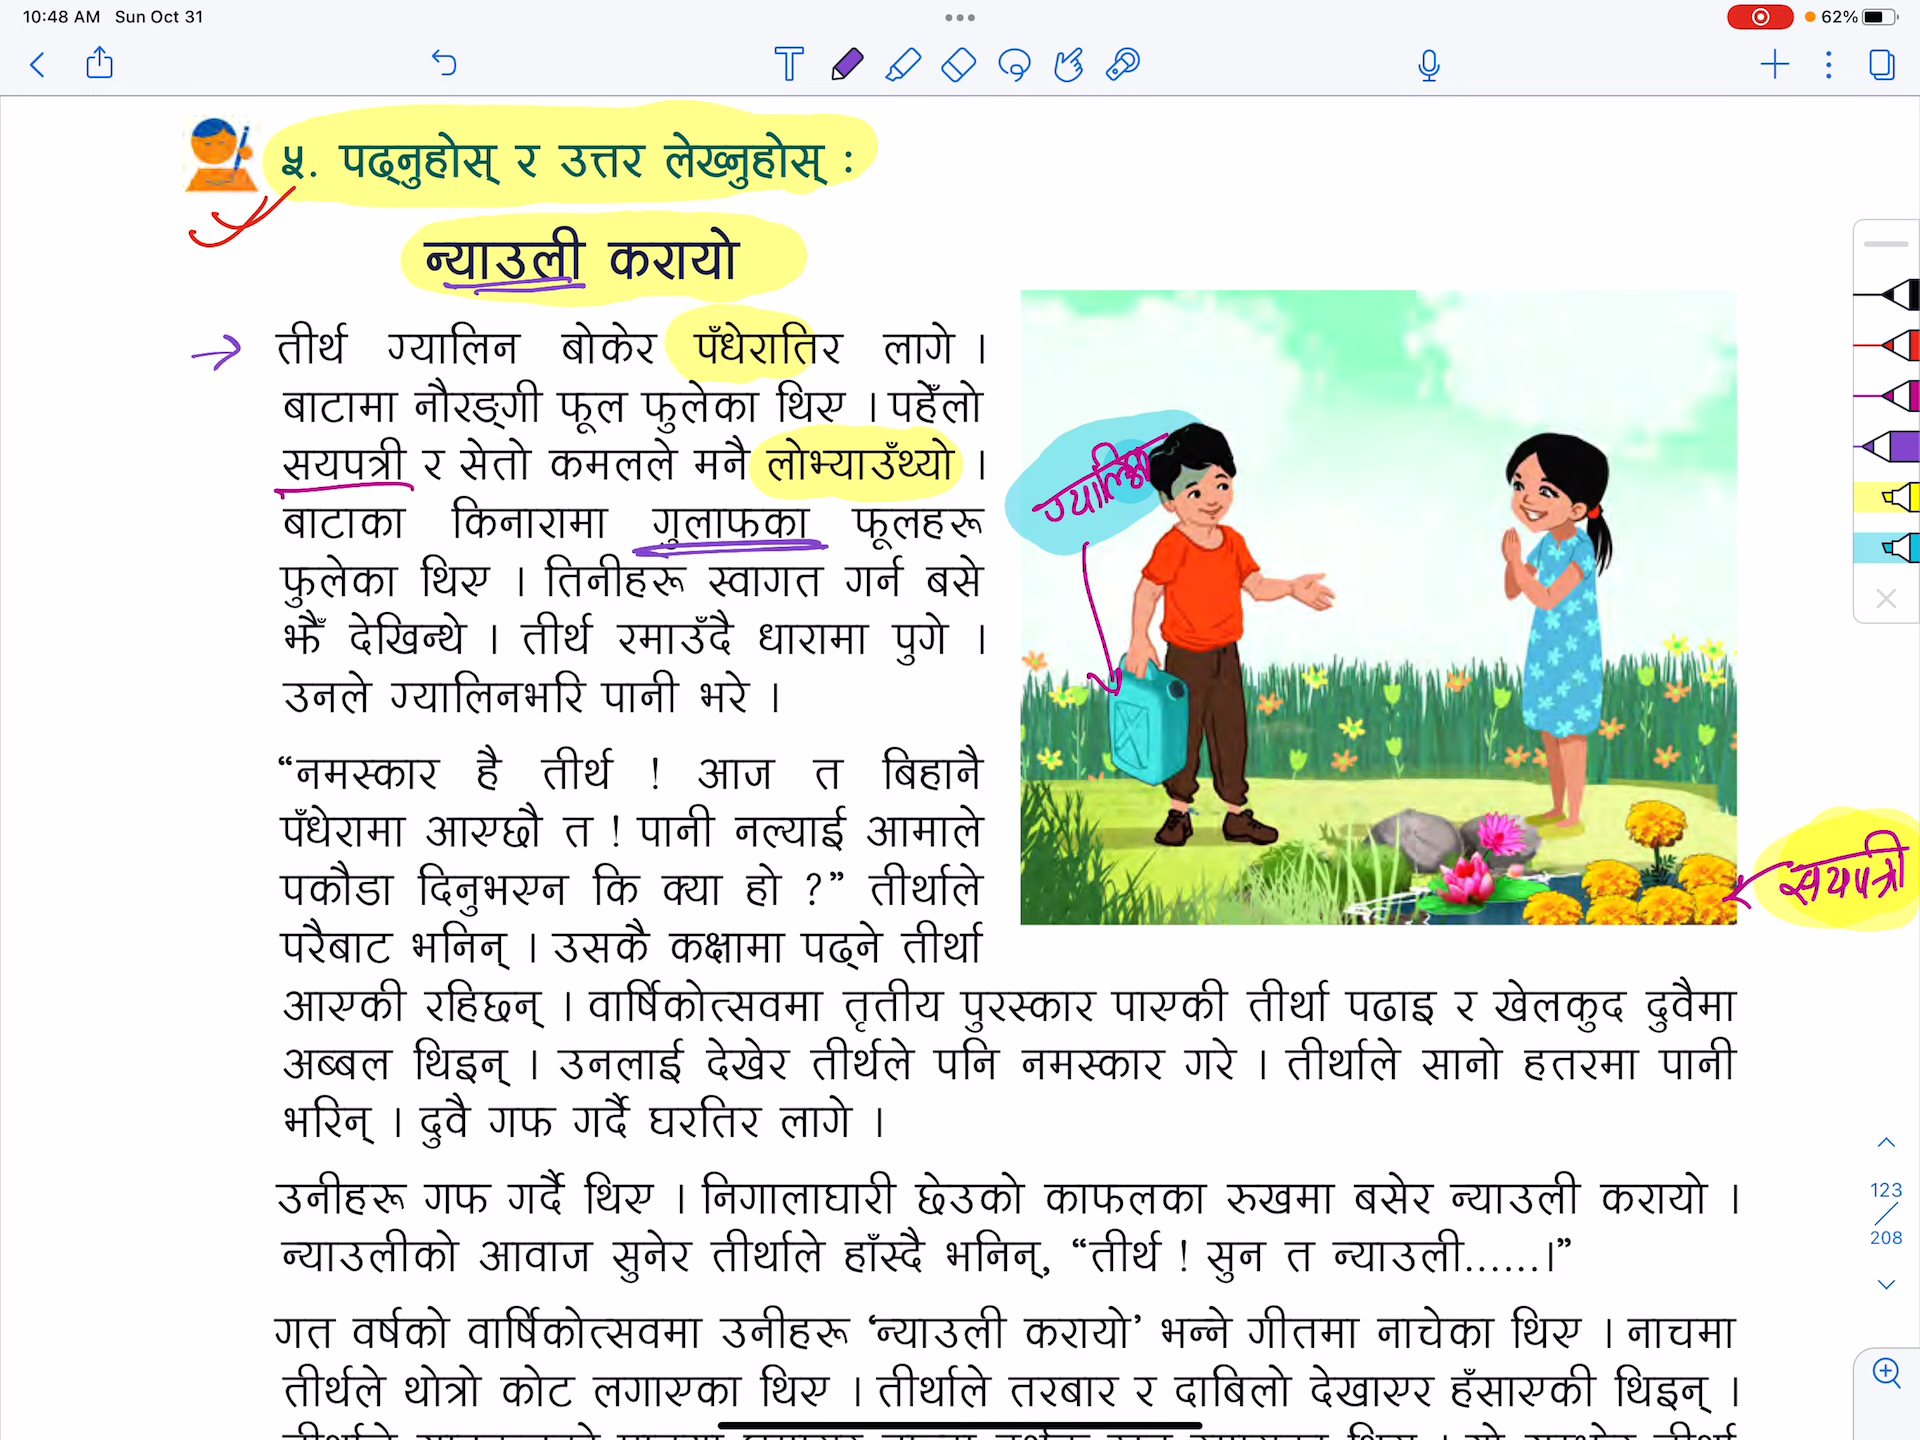 10:48 AM Sun Oct 31
62%
५. पढ्नुहोस् र उत्तर लेख्नुहोस् :
न्याउली करायो
तीर्थ ग्यालिन बोकेर पँधेरातिर लागे ।
बाटामा नौरङ्गी फूल फुलेका थिए । पहेँलो
सयपत्री र सेतो कमलले मनै लोभ्याउँथ्यो ।
बाटाका किनारामा गुलाफका फूलहरू
फुलेका थिए । तिनीहरू स्वागत गर्न बसे
झैँ देखिन्थे । तीर्थ रमाउँदै धारामा पुगे ।
उनले ग्यालिनभरि पानी भरे ।
“नमस्कार है तीर्थ ! आज त बिहानै
पँधेरामा आएछौ त ! पानी नल्याई आमाले
पकौडा दिनुभएन कि क्या हो ?” तीर्थाले
परैबाट भनिन् । उसकै कक्षामा पढ्ने तीर्था
आएकी रहिछन् । वार्षिकोत्सवमा तृतीय पुरस्कार पाएकी तीर्था पढाइ र खेलकुद दुवैमा
अब्बल थिइन् । उनलाई देखेर तीर्थले पनि नमस्कार गरे । तीर्थाले सानो हतरमा पानी
भरिन् । दुवै गफ गर्दै घरतिर लागे ।
उनीहरू गफ गर्दै थिए । निगालाघारी छेउको काफलका रुखमा बसेर न्याउली करायो ।
न्याउलीको आवाज सुनेर तीर्थाले हाँस्दै भनिन्, “तीर्थ ! सुन त न्याउली......।”
गत वर्षको वार्षिकोत्सवमा उनीहरू ‘न्याउली करायो’ भन्ने गीतमा नाचेका थिए । नाचमा
तीर्थले थोत्रो कोट लगाएका थिए । तीर्थाले तरबार र दाबिलो देखाएर हँसाएकी थिइन् ।
सयपत्री
123
208